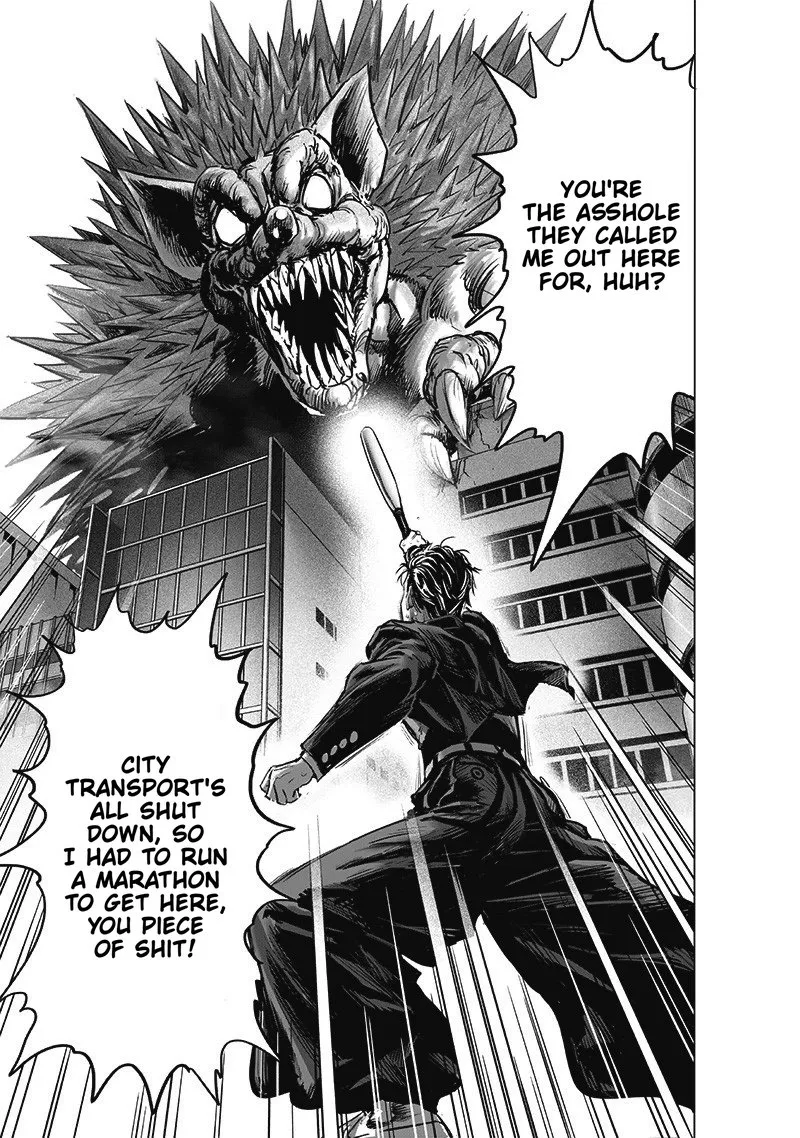 YOU'RE
THE ASSHOLE
THEY CALLED
ME OUT HERE
FOR, HUH?
CITY
TRANSPORT'S
ALL SHUT
DOWN, SO
I HAD TO RUN
A MARATHON
TO GET HERE,
YOU PIECE
OF SHIT!